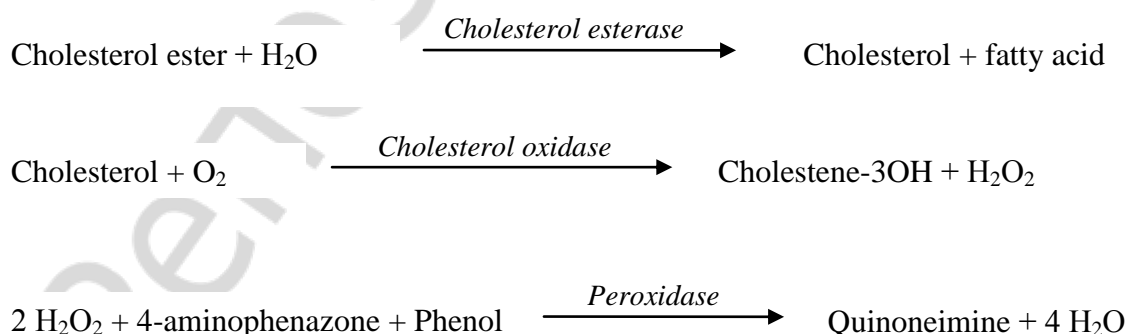 Cholesterol esterase
Cholesterol ester + H₂O Cholesterol + fatty acid
Cholesterol oxidase
Cholesterol + O₂ Cholestene-3OH + H₂O₂
Peroxidase
2 H₂O₂ + 4-aminophenazone + Phenol Quinoneimine + 4 H₂O